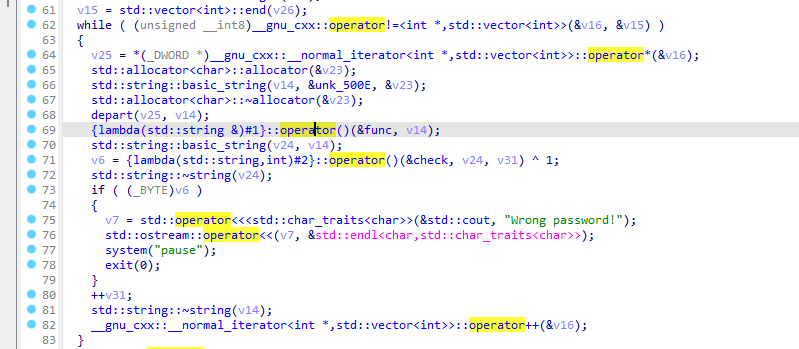 61 v15 = std::vector<int>::end(v26);
62 while ( (unsigned __int8)__gnu_cxx::operator!=<int *,std::vector<int>>(&v16, &v15) )
63 {
64 v25 = *(_DWORD *)__gnu_cxx::__normal_iterator<int *,std::vector<int>>::operator*(&v16);
65 std::allocator<char>::allocator(&v23);
66 std::string::basic_string(v14, &unk_500E, &v23);
67 std::allocator<char>::~allocator(&v23);
68 depart(v25, v14);
69 {lambda(std::string &)#1}::operator()(&func, v14);
70 std::string::basic_string(v24, v14);
71 v6 = {lambda(std::string,int)#2}::operator()(&check, v24, v31) ^ 1;
72 std::string::~string(v24);
73 if ( (_BYTE)v6 )
74 {
75 v7 = std::operator<<<std::char_traits<char>>(&std::cout, "Wrong password!");
76 std::ostream::operator<<(v7, &std::endl<char,std::char_traits<char>>);
77 system("pause");
78 exit(0);
79 }
80 ++v31;
81 std::string::~string(v14);
82 __gnu_cxx::__normal_iterator<int *,std::vector<int>>::operator++(&v16);
83 }